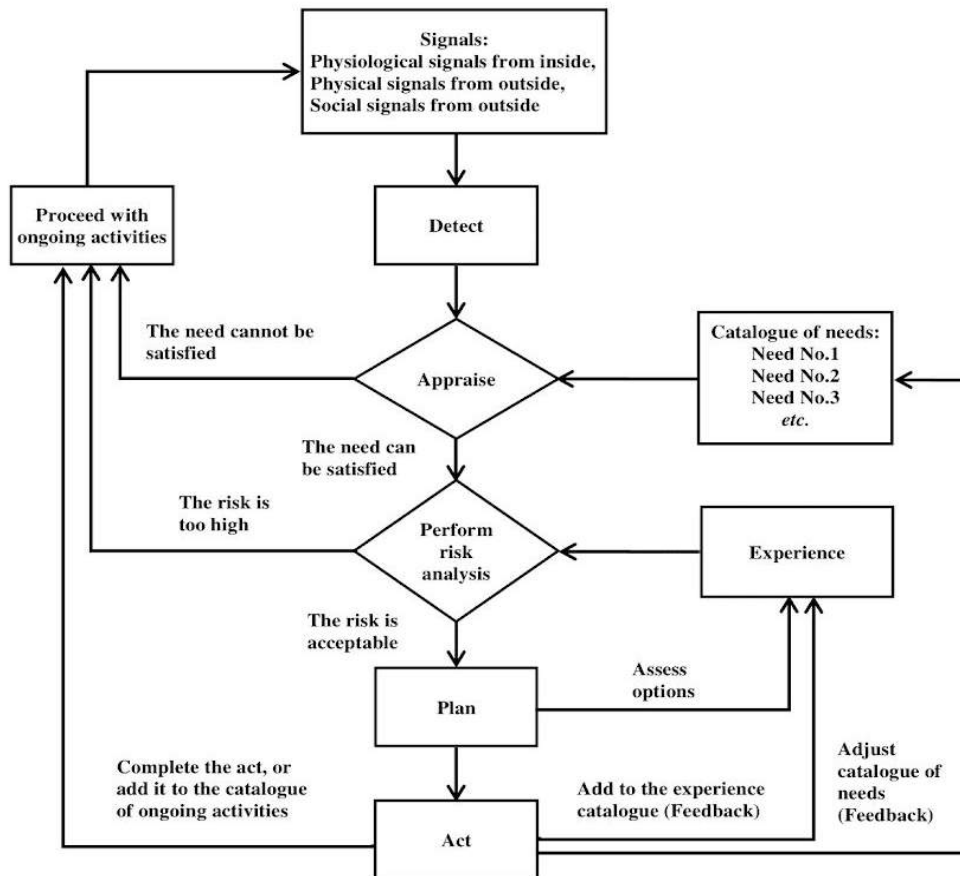 Signals:
Physiological signals from inside,
Physical signals from outside,
Social signals from outside
Proceed with
ongoing activities
Detect
The need cannot be
satisfied
Appraise
Catalogue of needs:
Need No.1
Need No.2
Need No.3
etc.
The need can
be satisfied
The risk is
too high
Perform
risk
analysis
Experience
The risk is
acceptable
Plan
Assess
options
Complete the act, or
add it to the catalogue
of ongoing activities
Act
Add to the experience
catalogue (Feedback)
Adjust
catalogue of
needs
(Feedback)